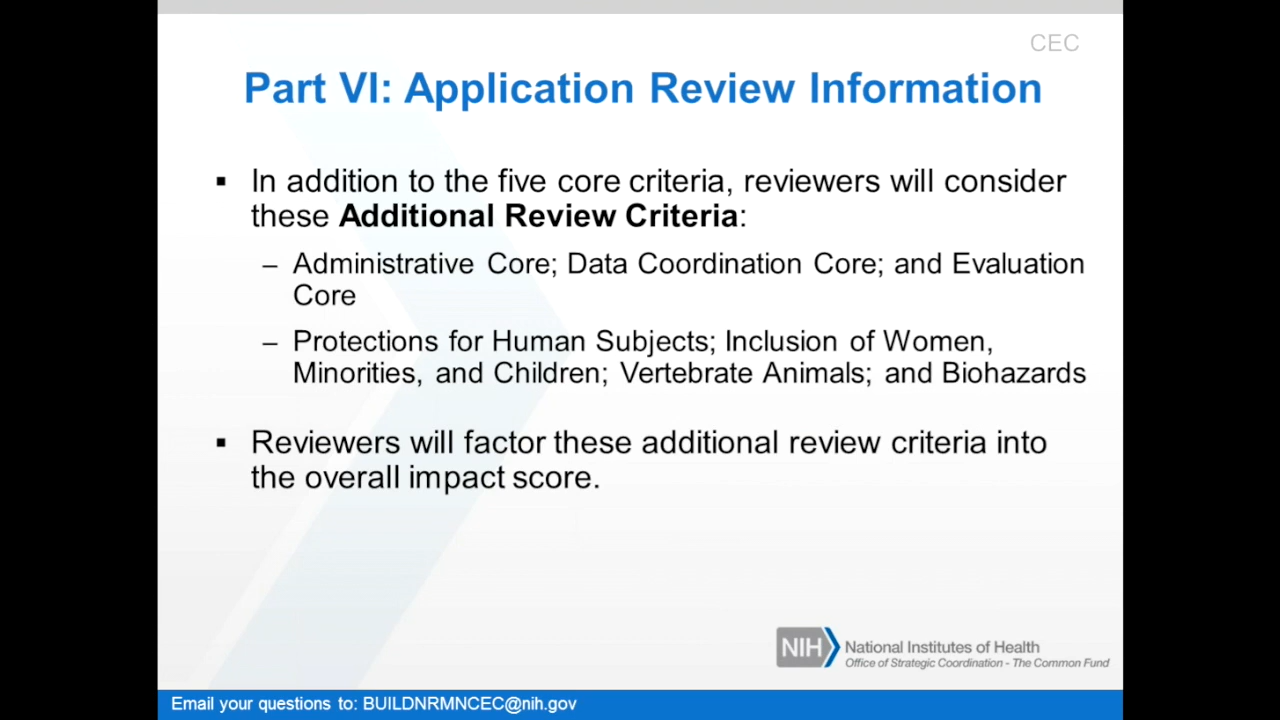 CEC
Part VI: Application Review Information
▪ In addition to the five core criteria, reviewers will consider
these Additional Review Criteria:
– Administrative Core; Data Coordination Core; and Evaluation
Core
– Protections for Human Subjects; Inclusion of Women,
Minorities, and Children; Vertebrate Animals; and Biohazards
▪ Reviewers will factor these additional review criteria into
the overall impact score.
NIH National Institutes of Health
Office of Strategic Coordination - The Common Fund
Email your questions to: BUILDNRMNCEC@nih.gov